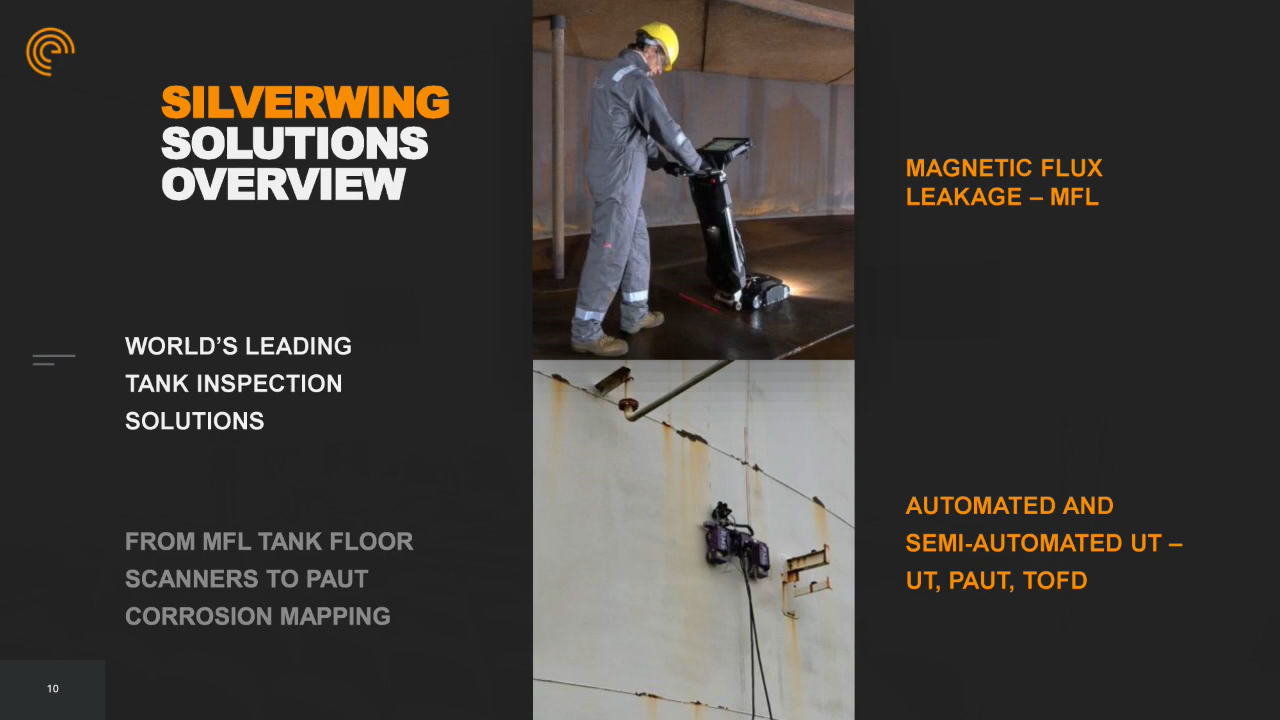 SILVERWING
SOLUTIONS
OVERVIEW
WORLD’S LEADING
TANK INSPECTION
SOLUTIONS
FROM MFL TANK FLOOR
SCANNERS TO PAUT
CORROSION MAPPING
MAGNETIC FLUX
LEAKAGE – MFL
AUTOMATED AND
SEMI-AUTOMATED UT –
UT, PAUT, TOFD
10